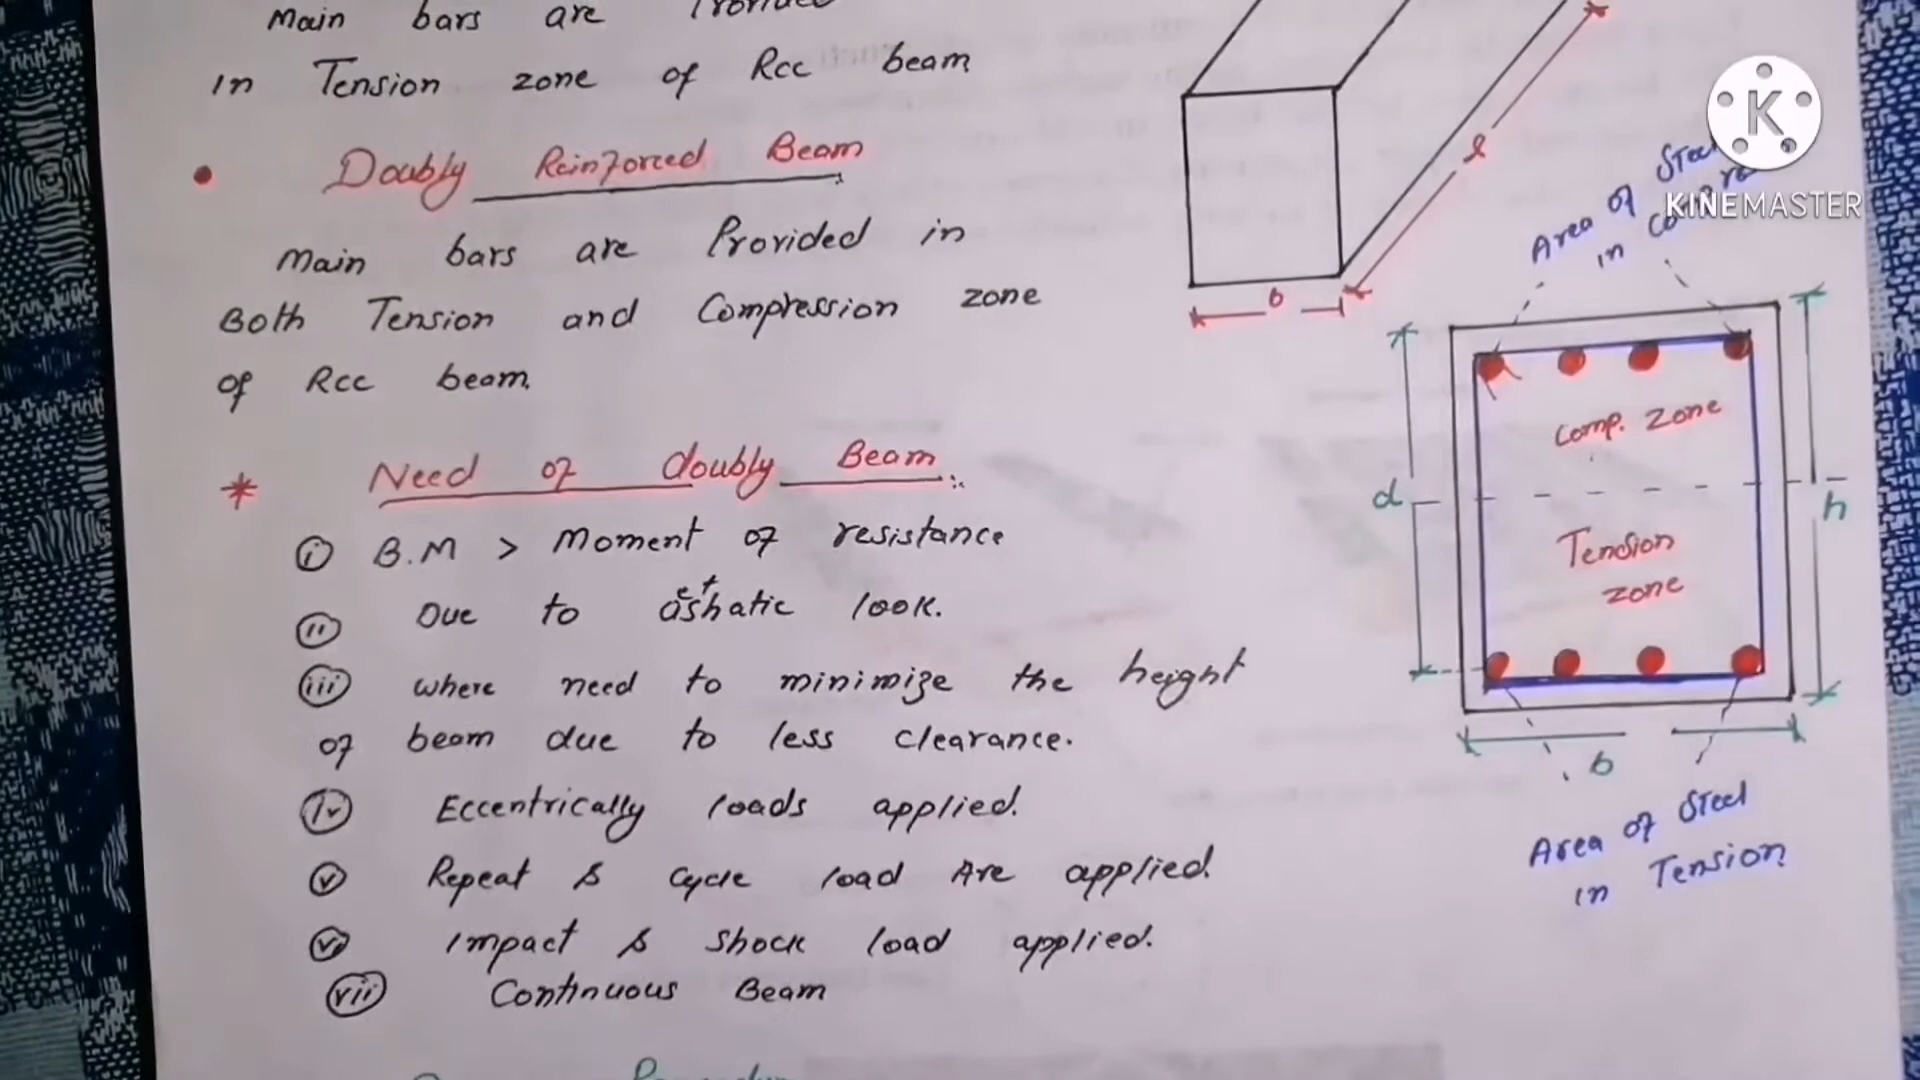 Main bars are Provided
in Tension zone of Rcc beam
• Doubly Reinforced Beam
Main bars are Provided in
Both Tension and Compression zone
of Rcc beam.
* Need of doubly Beam
(i) B.M > Moment of resistance
(ii) Due to asthatic look.
(iii) where need to minimize the height
of beam due to less clearance.
(iv) Eccentrically loads applied.
(v) Repeat & Cycle load Are applied.
(vi) Impact & Shock load applied.
(vii) Continuous Beam
l
b
K
KINEMASTER
Area of Steel
in
Comp. zone
d
h
Tension
zone
b
Area of Steel
in Tension